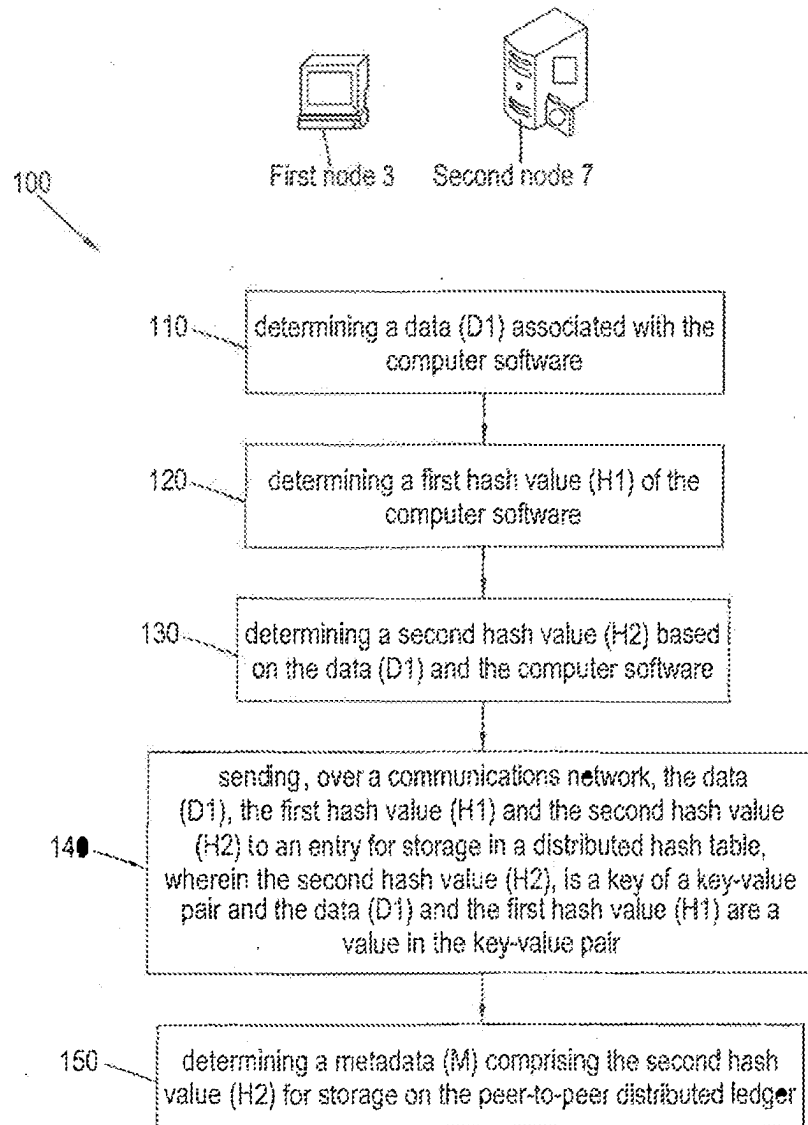 First node 3 Second node 7
100
110 determining a data (D1) associated with the
computer software
120 determining a first hash value (H1) of the
computer software
130 determining a second hash value (H2) based
on the data (D1) and the computer software
sending, over a communications network, the data
(D1), the first hash value (H1) and the second hash value
(H2) to an entry for storage in a distributed hash table,
140 wherein the second hash value (H2), is a key of a key-value
pair and the data (D1) and the first hash value (H1) are a
value in the key-value pair
150 determining a metadata (M) comprising the second hash
value (H2) for storage on the peer-to-peer distributed ledger